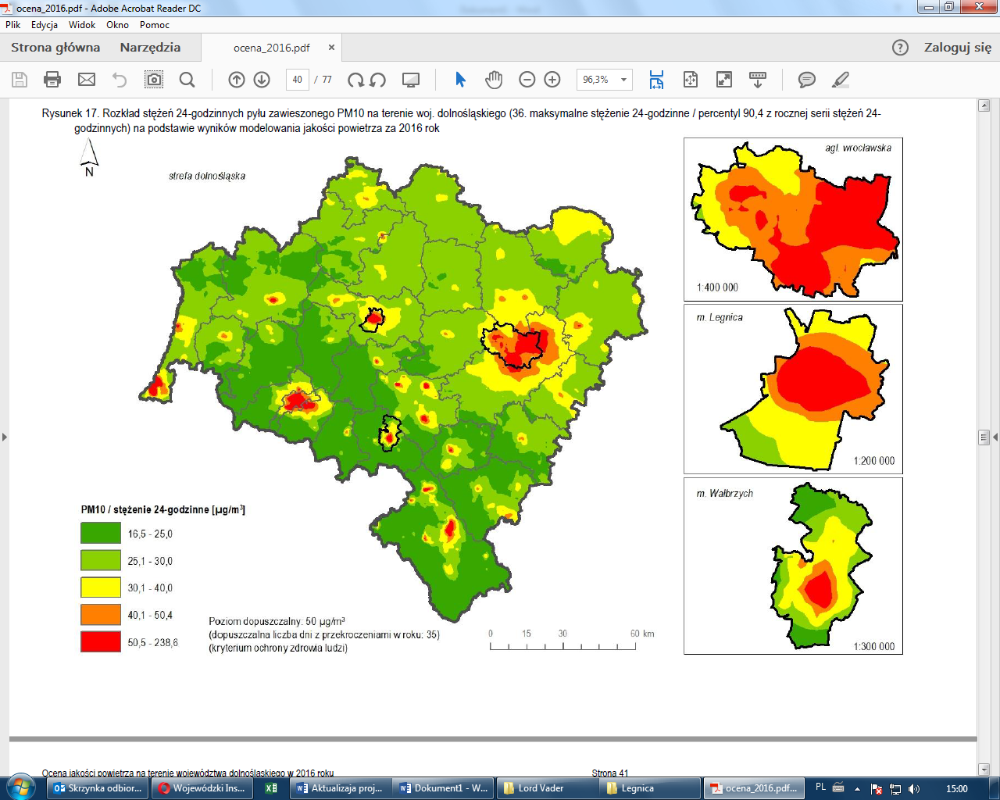 ocena_2016.pdf - Adobe Acrobat Reader DC
Plik Edycja Widok Okno Pomoc
Strona główna Narzędzia ocena_2016.pdf × ? Zaloguj się
40 / 77 96,3%
Rysunek 17. Rozkład stężeń 24-godzinnych pyłu zawieszonego PM10 na terenie woj. dolnośląskiego (36. maksymalne stężenie 24-godzinne / percentyl 90,4 z rocznej serii stężeń 24-
godzinnych) na podstawie wyników modelowania jakości powietrza za 2016 rok
N
strefa dolnośląska
agl. wrocławska
1:400 000
m. Legnica
1:200 000
m. Wałbrzych
1:300 000
PM10 / stężenie 24-godzinne [µg/m³]
16,5 - 25,0
25,1 - 30,0
30,1 - 40,0
40,1 - 50,4
50,5 - 238,6
Poziom dopuszczalny: 50 µg/m³
(dopuszczalna liczba dni z przekroczeniami w roku: 35)
(kryterium ochrony zdrowia ludzi)
0 15 30 60 km
Ocena jakości powietrza na terenie województwa dolnośląskiego w 2016 roku Strona 41
Skrzynka odbior... Wojewódzki Ins... Aktualizaja proj... Dokument1 - W... Lord Vader Legnica ocena_2016.pdf... PL 15:00